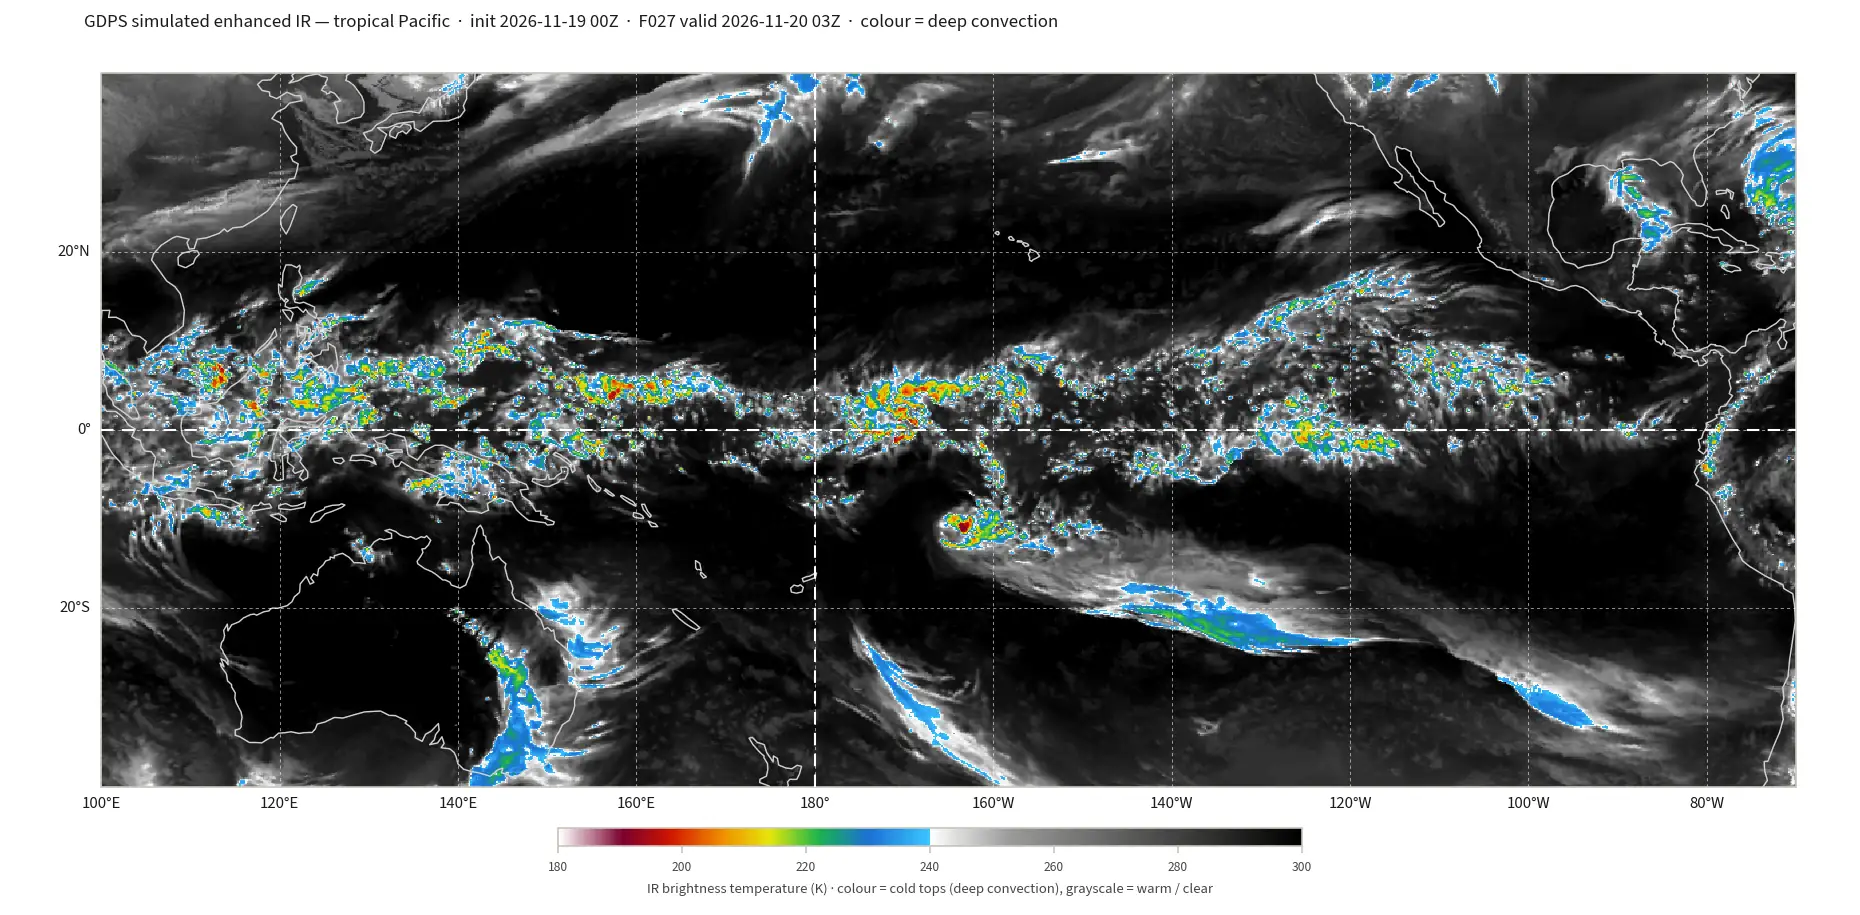 GDPS simulated enhanced IR — tropical Pacific · init 2026-11-19 00Z · F027 valid 2026-11-20 03Z · colour = deep convection
20°N
0°
20°S
100°E 120°E 140°E 160°E 180° 160°W 140°W 120°W 100°W 80°W
180 200 220 240 260 280 300
IR brightness temperature (K) · colour = cold tops (deep convection), grayscale = warm / clear